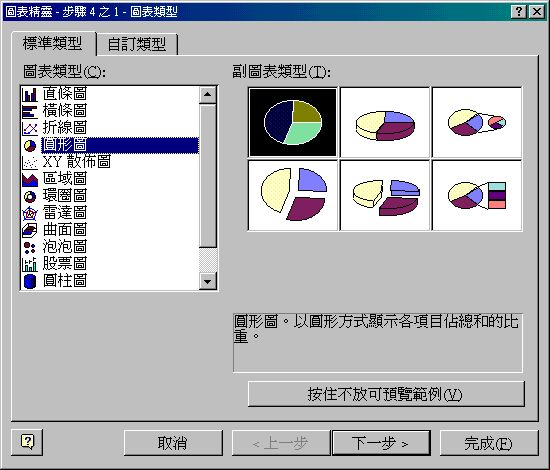 圖表精靈 - 步驟 4 之 1 - 圖表類型
標準類型 自訂類型
圖表類型(C):
直條圖
橫條圖
折線圖
圓形圖
XY 散佈圖
區域圖
環圈圖
雷達圖
曲面圖
泡泡圖
股票圖
圓柱圖
副圖表類型(T):
圓形圖。以圓形方式顯示各項目佔總和的比
重。
按住不放可預覽範例(V)
取消 < 上一步 下一步 > 完成(F)